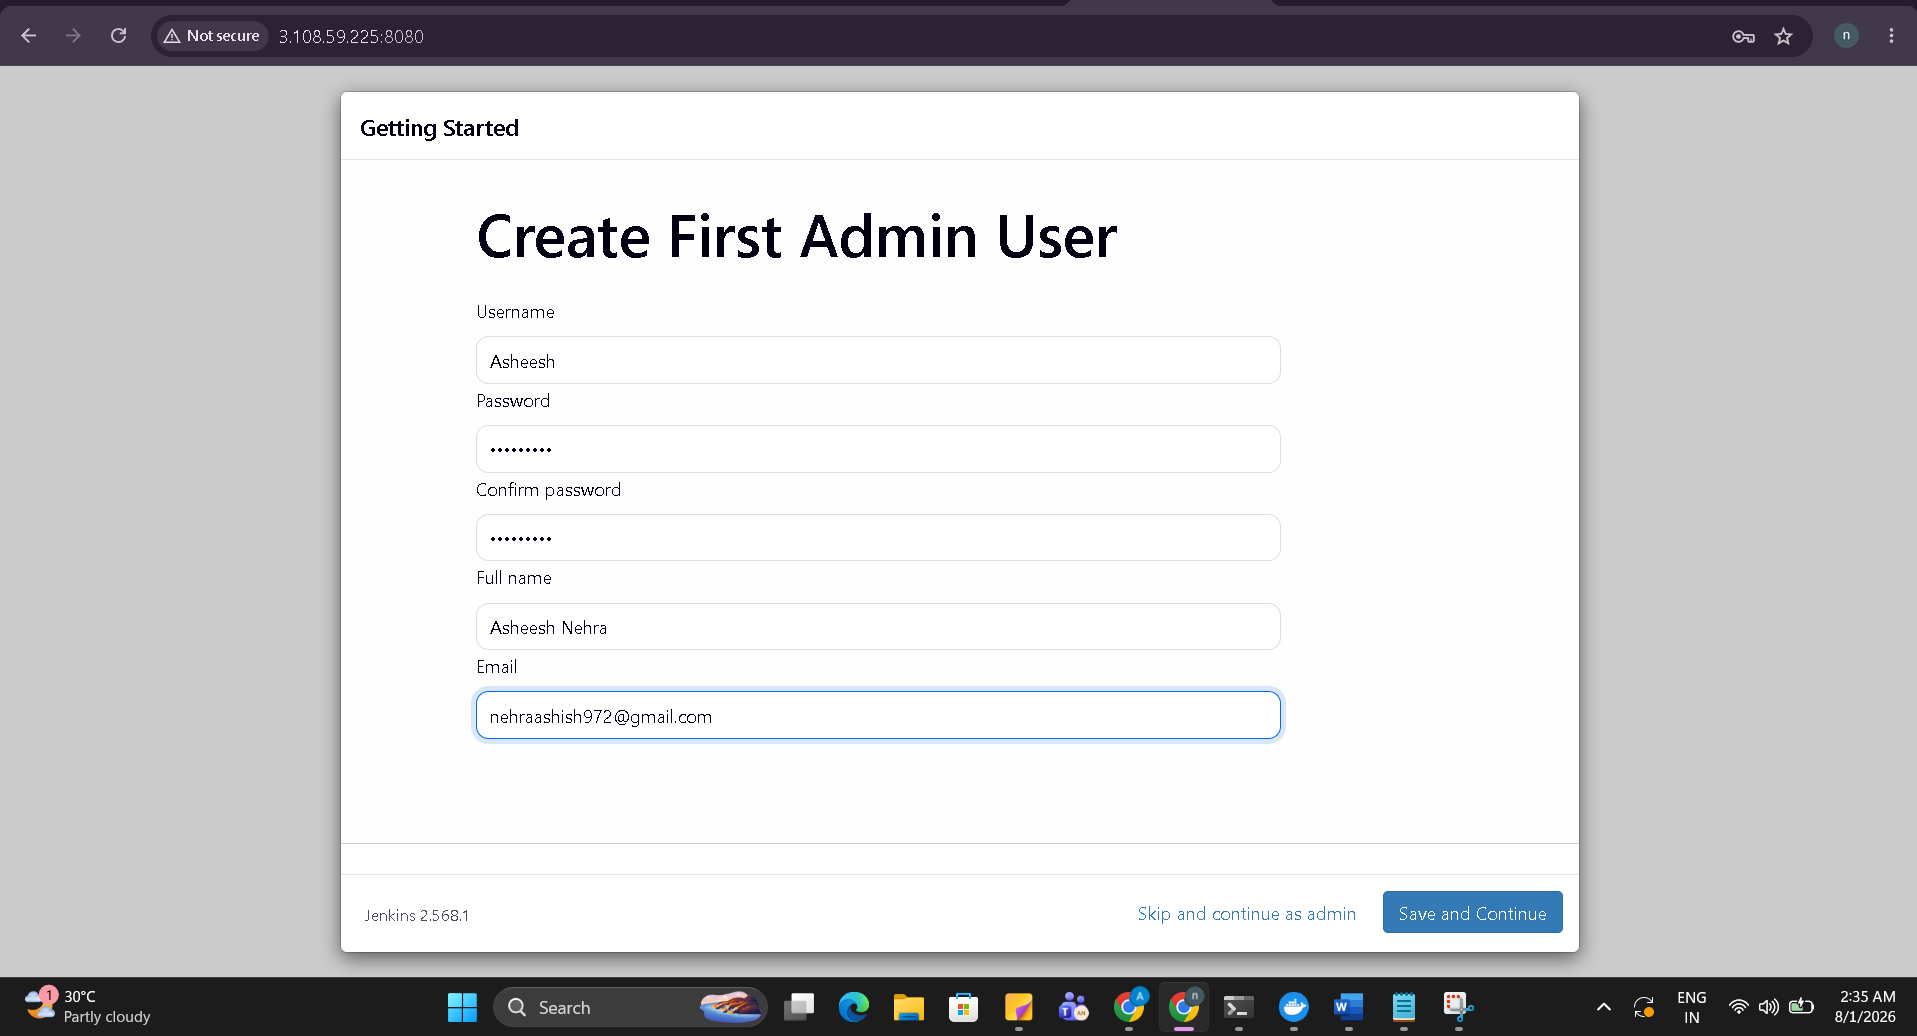 Not secure
3.108.59.225:8080
n
Getting Started
Create First Admin User
Username
Asheesh
Password
•••••••••
Confirm password
•••••••••
Full name
Asheesh Nehra
Email
nehraashish972@gmail.com
Jenkins 2.568.1
Skip and continue as admin
Save and Continue
1
30°C
Partly cloudy
Search
T
AN
A
n
W
ENG
IN
2:35 AM
8/1/2026